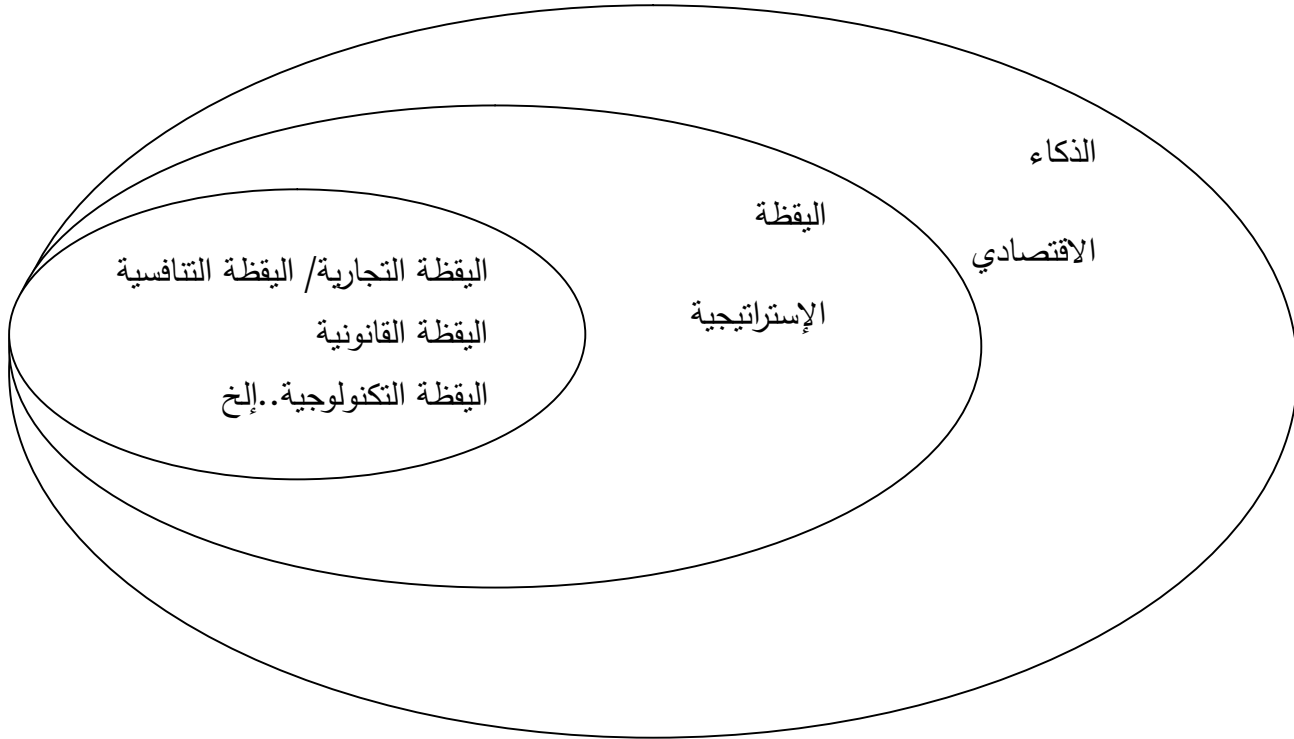 الذكاء
الاقتصادي
اليقظة
الإستراتيجية
اليقظة التجارية/ اليقظة التنافسية
اليقظة القانونية
اليقظة التكنولوجية..إلخ